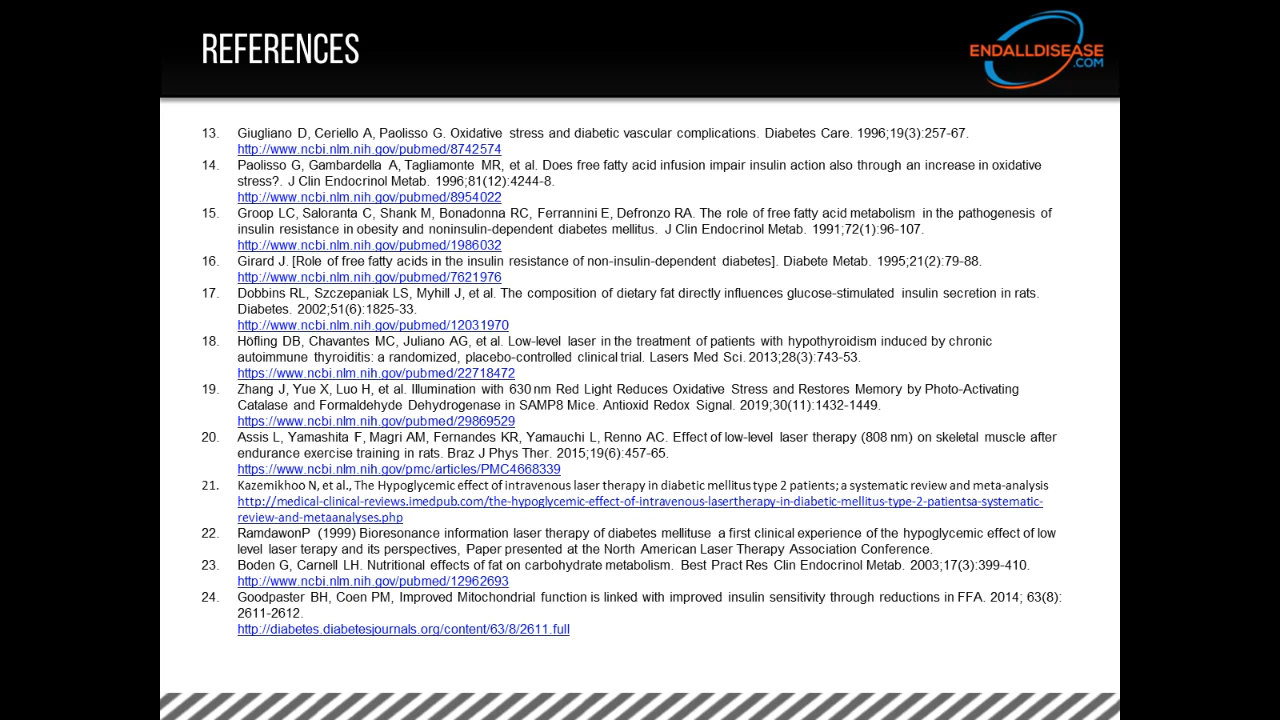 REFERENCES
ENDALLDISEASE
.COM
13. Giugliano D, Ceriello A, Paolisso G. Oxidative stress and diabetic vascular complications. Diabetes Care. 1996;19(3):257-67.
http://www.ncbi.nlm.nih.gov/pubmed/8742574
14. Paolisso G, Gambardella A, Tagliamonte MR, et al. Does free fatty acid infusion impair insulin action also through an increase in oxidative
stress?. J Clin Endocrinol Metab. 1996;81(12):4244-8.
http://www.ncbi.nlm.nih.gov/pubmed/8954022
15. Groop LC, Saloranta C, Shank M, Bonadonna RC, Ferrannini E, Defronzo RA. The role of free fatty acid metabolism in the pathogenesis of
insulin resistance in obesity and noninsulin-dependent diabetes mellitus. J Clin Endocrinol Metab. 1991;72(1):96-107.
http://www.ncbi.nlm.nih.gov/pubmed/1986032
16. Girard J. [Role of free fatty acids in the insulin resistance of non-insulin-dependent diabetes]. Diabete Metab. 1995;21(2):79-88.
http://www.ncbi.nlm.nih.gov/pubmed/7621976
17. Dobbins RL, Szczepaniak LS, Myhill J, et al. The composition of dietary fat directly influences glucose-stimulated insulin secretion in rats.
Diabetes. 2002;51(6):1825-33.
http://www.ncbi.nlm.nih.gov/pubmed/12031970
18. Höfling DB, Chavantes MC, Juliano AG, et al. Low-level laser in the treatment of patients with hypothyroidism induced by chronic
autoimmune thyroiditis: a randomized, placebo-controlled clinical trial. Lasers Med Sci. 2013;28(3):743-53.
https://www.ncbi.nlm.nih.gov/pubmed/22718472
19. Zhang J, Yue X, Luo H, et al. Illumination with 630 nm Red Light Reduces Oxidative Stress and Restores Memory by Photo-Activating
Catalase and Formaldehyde Dehydrogenase in SAMP8 Mice. Antioxid Redox Signal. 2019;30(11):1432-1449.
https://www.ncbi.nlm.nih.gov/pubmed/29869529
20. Assis L, Yamashita F, Magri AM, Fernandes KR, Yamauchi L, Renno AC. Effect of low-level laser therapy (808 nm) on skeletal muscle after
endurance exercise training in rats. Braz J Phys Ther. 2015;19(6):457-65.
https://www.ncbi.nlm.nih.gov/pmc/articles/PMC4668339
21. Kazemikhoo N, et al., The Hypoglycemic effect of intravenous laser therapy in diabetic mellitus type 2 patients; a systematic review and meta-analysis
http://medical-clinical-reviews.imedpub.com/the-hypoglycemic-effect-of-intravenous-lasertherapy-in-diabetic-mellitus-type-2-patientsa-systematic-
review-and-metaanalyses.php
22. RamdawonP (1999) Bioresonance information laser therapy of diabetes mellituse a first clinical experience of the hypoglycemic effect of low
level laser terapy and its perspectives, Paper presented at the North American Laser Therapy Association Conference.
23. Boden G, Carnell LH. Nutritional effects of fat on carbohydrate metabolism. Best Pract Res Clin Endocrinol Metab. 2003;17(3):399-410.
http://www.ncbi.nlm.nih.gov/pubmed/12962693
24. Goodpaster BH, Coen PM, Improved Mitochondrial function is linked with improved insulin sensitivity through reductions in FFA. 2014; 63(8):
2611-2612.
http://diabetes.diabetesjournals.org/content/63/8/2611.full